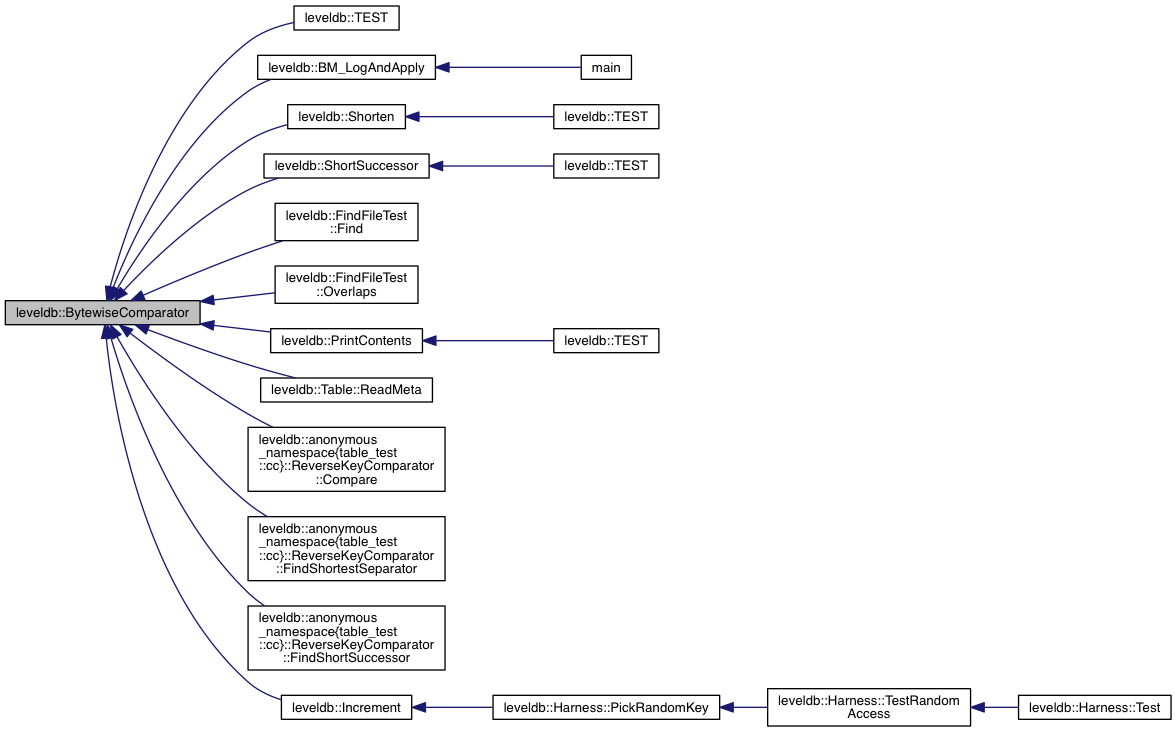 leveldb::TEST
leveldb::BM_LogAndApply
main
leveldb::Shorten
leveldb::TEST
leveldb::ShortSuccessor
leveldb::TEST
leveldb::FindFileTest
::Find
leveldb::FindFileTest
::Overlaps
leveldb::BytewiseComparator
leveldb::PrintContents
leveldb::TEST
leveldb::Table::ReadMeta
leveldb::anonymous
_namespace{table_test
::cc}::ReverseKeyComparator
::Compare
leveldb::anonymous
_namespace{table_test
::cc}::ReverseKeyComparator
::FindShortestSeparator
leveldb::anonymous
_namespace{table_test
::cc}::ReverseKeyComparator
::FindShortSuccessor
leveldb::Increment
leveldb::Harness::PickRandomKey
leveldb::Harness::TestRandom
Access
leveldb::Harness::Test